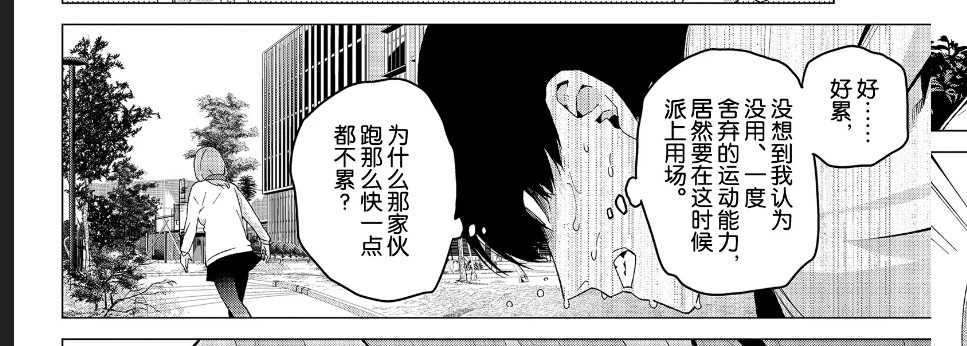 好……
好累，
没想到我认为
没用、一度
舍弃的运动能力，
居然要在这时候
派上用场。
为什么那家伙
跑那么快一点
都不累？